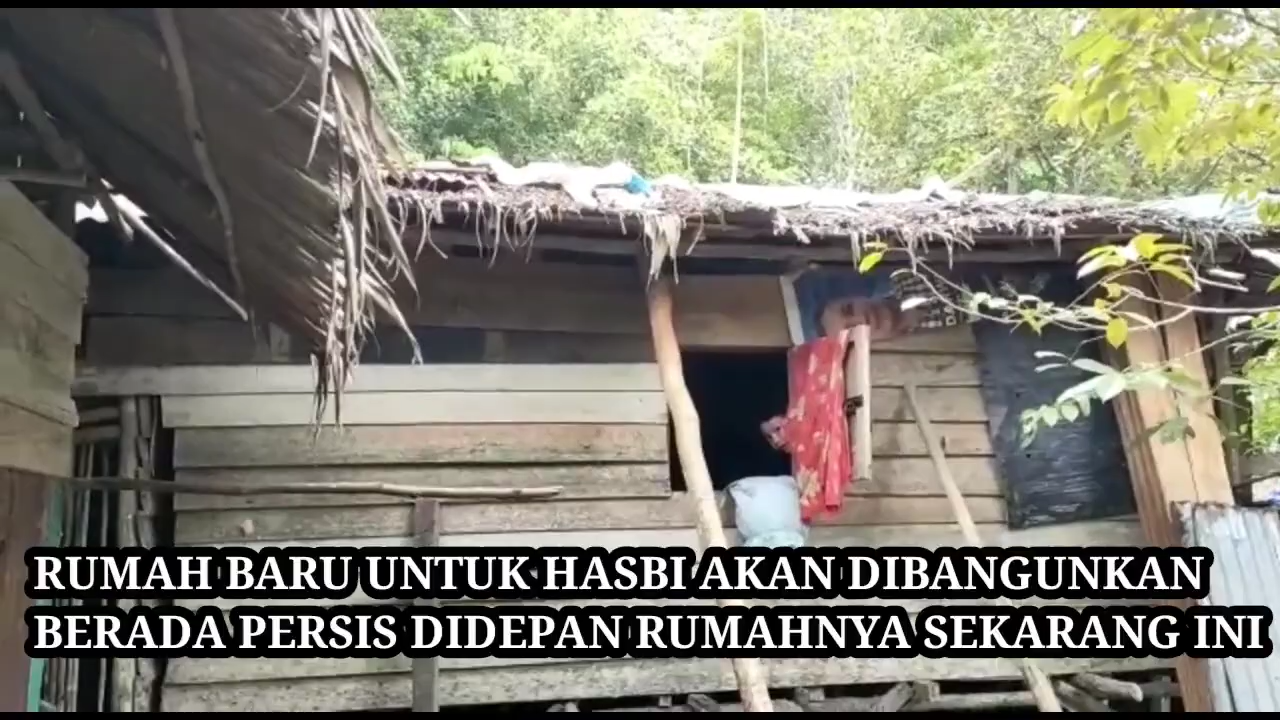 RUMAH BARU UNTUK HASBI AKAN DIBANGUNKAN
BERADA PERSIS DIDEPAN RUMAHNYA SEKARANG INI